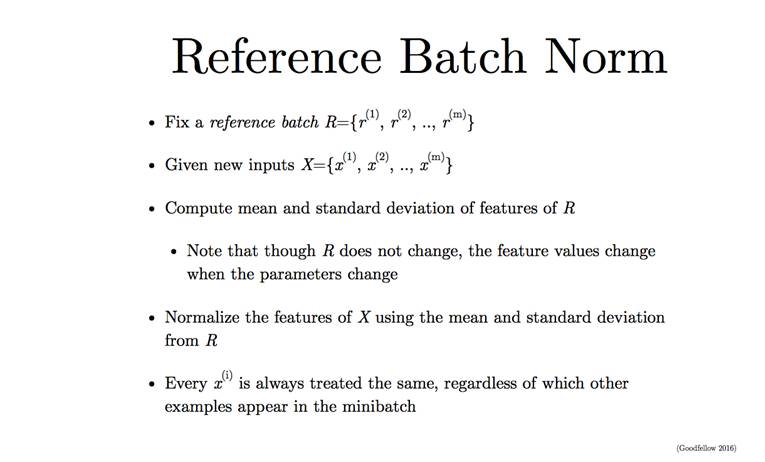 Reference Batch Norm
• Fix a reference batch R={r⁽¹⁾, r⁽²⁾, .., r⁽ᵐ⁾}
• Given new inputs X={x⁽¹⁾, x⁽²⁾, .., x⁽ᵐ⁾}
• Compute mean and standard deviation of features of R
• Note that though R does not change, the feature values change
when the parameters change
• Normalize the features of X using the mean and standard deviation
from R
• Every x⁽ⁱ⁾ is always treated the same, regardless of which other
examples appear in the minibatch
(Goodfellow 2016)